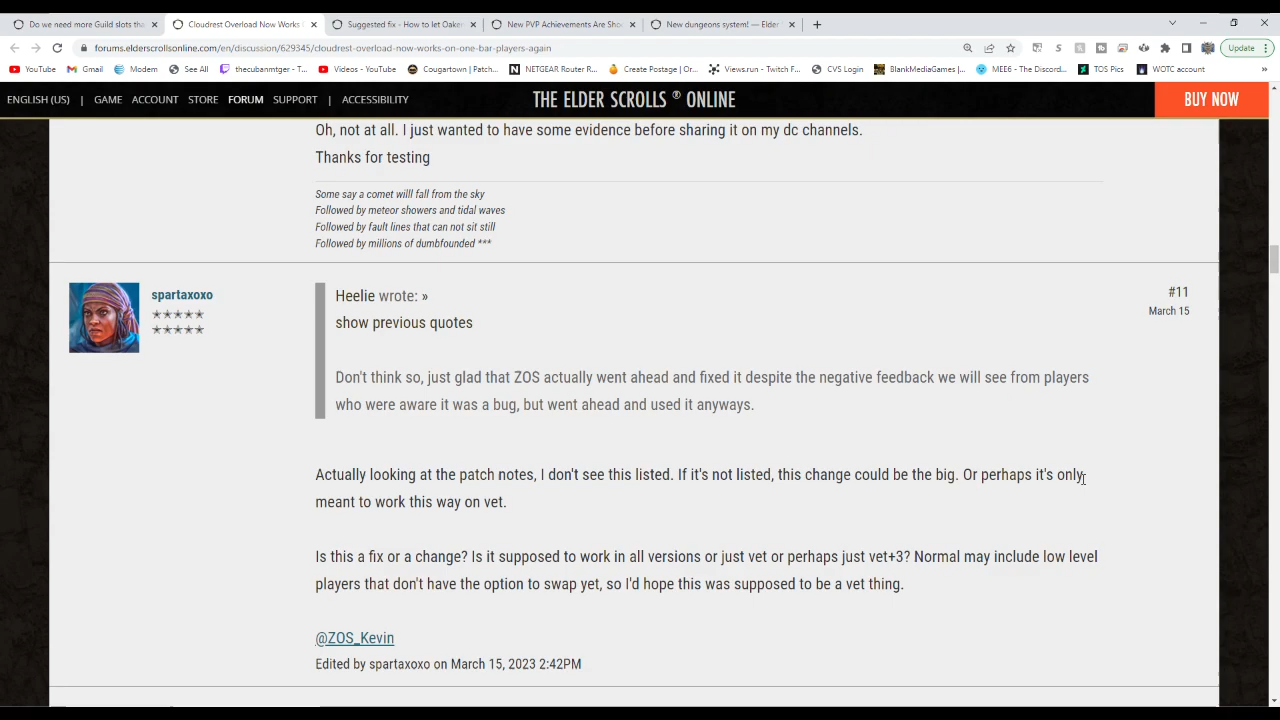 Do we need more Guild slots tha
Cloudrest Overload Now Works
Suggested fix - How to let Oaken
New PVP Achievements Are Sho
New dungeons system! — Elder
forums.elderscrollsonline.com/en/discussion/629345/cloudrest-overload-now-works-on-one-bar-players-again
Update
YouTube
Gmail
Modem
See All
thecubanmtger - T...
Videos - YouTube
Cougartown | Patch...
NETGEAR Router R...
Create Postage | Or...
Views.run - Twitch F...
CVS Login
BlankMediaGames |...
MEE6 - The Discord...
TOS Pics
WOTC account
ENGLISH (US) | GAME ACCOUNT STORE FORUM SUPPORT | ACCESSIBILITY
THE ELDER SCROLLS ® ONLINE
BUY NOW
Oh, not at all. I just wanted to have some evidence before sharing it on my dc channels.
Thanks for testing
Some say a comet willl fall from the sky
Followed by meteor showers and tidal waves
Followed by fault lines that can not sit still
Followed by millions of dumbfounded ***
spartaxoxo
#11
March 15
Heelie wrote: »
show previous quotes
Don't think so, just glad that ZOS actually went ahead and fixed it despite the negative feedback we will see from players
who were aware it was a bug, but went ahead and used it anyways.
Actually looking at the patch notes, I don't see this listed. If it's not listed, this change could be the big. Or perhaps it's only
meant to work this way on vet.
Is this a fix or a change? Is it supposed to work in all versions or just vet or perhaps just vet+3? Normal may include low level
players that don't have the option to swap yet, so I'd hope this was supposed to be a vet thing.
@ZOS_Kevin
Edited by spartaxoxo on March 15, 2023 2:42PM